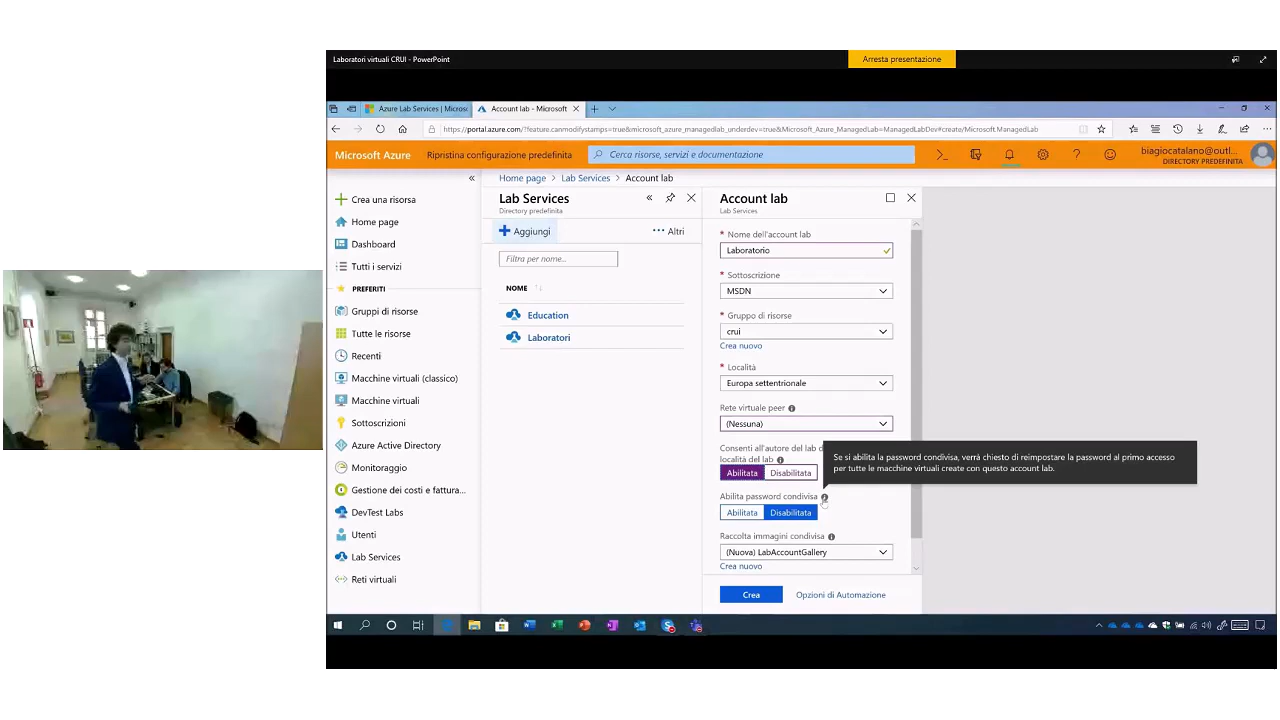 Laboratori virtuali CRUI - PowerPoint
Arresta presentazione
Azure Lab Services | Micros
Account lab - Microsoft
https://portal.azure.com/?feature.canmodifystamps=true&microsoft_azure_managedlab_underdev=true&Microsoft_Azure_ManagedLab=ManagedLabDev#create/Microsoft.ManagedLab
Microsoft Azure
Ripristina configurazione predefinita
Cerca risorse, servizi e documentazione
biagiocatalano@outl...
DIRECTORY PREDEFINITA
Home page > Lab Services > Account lab
Crea una risorsa
Home page
Dashboard
Tutti i servizi
PREFERITI
Gruppi di risorse
Tutte le risorse
Recenti
Macchine virtuali (classico)
Macchine virtuali
Sottoscrizioni
Azure Active Directory
Monitoraggio
Gestione dei costi e fattura...
DevTest Labs
Utenti
Lab Services
Reti virtuali
Lab Services
Directory predefinita
Aggiungi
Altri
Filtra per nome...
NOME
Education
Laboratori
Account lab
Lab Services
* Nome dell'account lab
Laboratorio
* Sottoscrizione
MSDN
* Gruppo di risorse
crui
Crea nuovo
* Località
Europa settentrionale
Rete virtuale peer
(Nessuna)
Consenti all'autore del lab
località del lab
Abilitata
Disabilitata
Se si abilita la password condivisa, verrà chiesto di reimpostare la password al primo accesso
per tutte le macchine virtuali create con questo account lab.
Abilita password condivisa
Abilitata
Disabilitata
Raccolta immagini condivisa
(Nuova) LabAccountGallery
Crea nuovo
Crea
Opzioni di Automazione